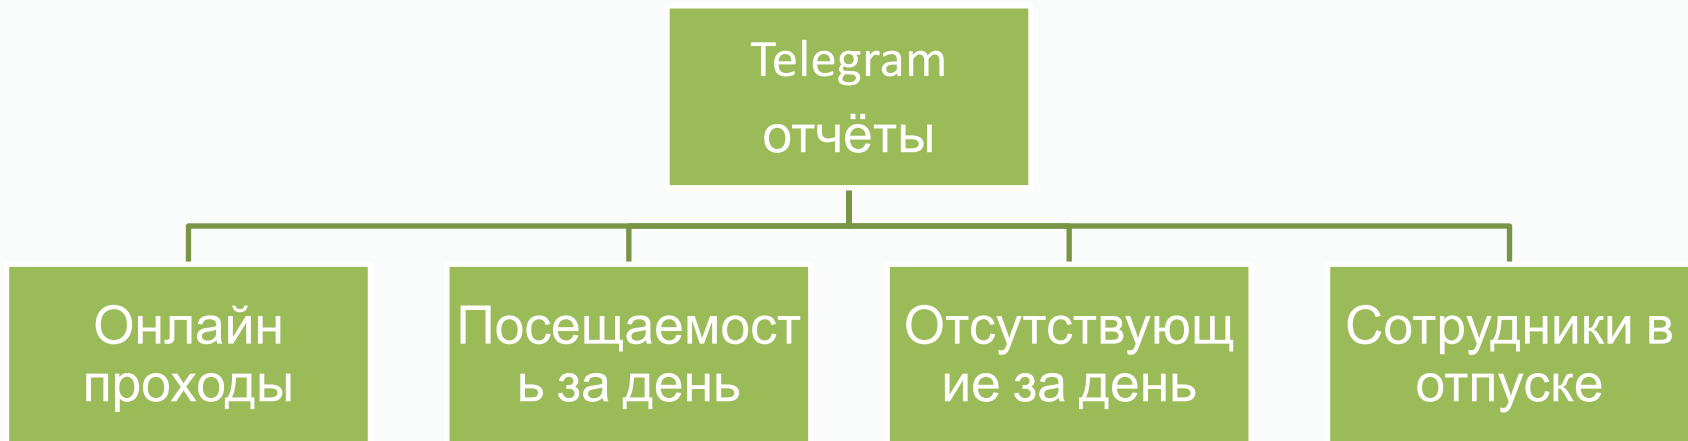 Telegram
отчёты
Онлайн
проходы
Посещаемост
ь за день
Отсутствующ
ие за день
Сотрудники в
отпуске